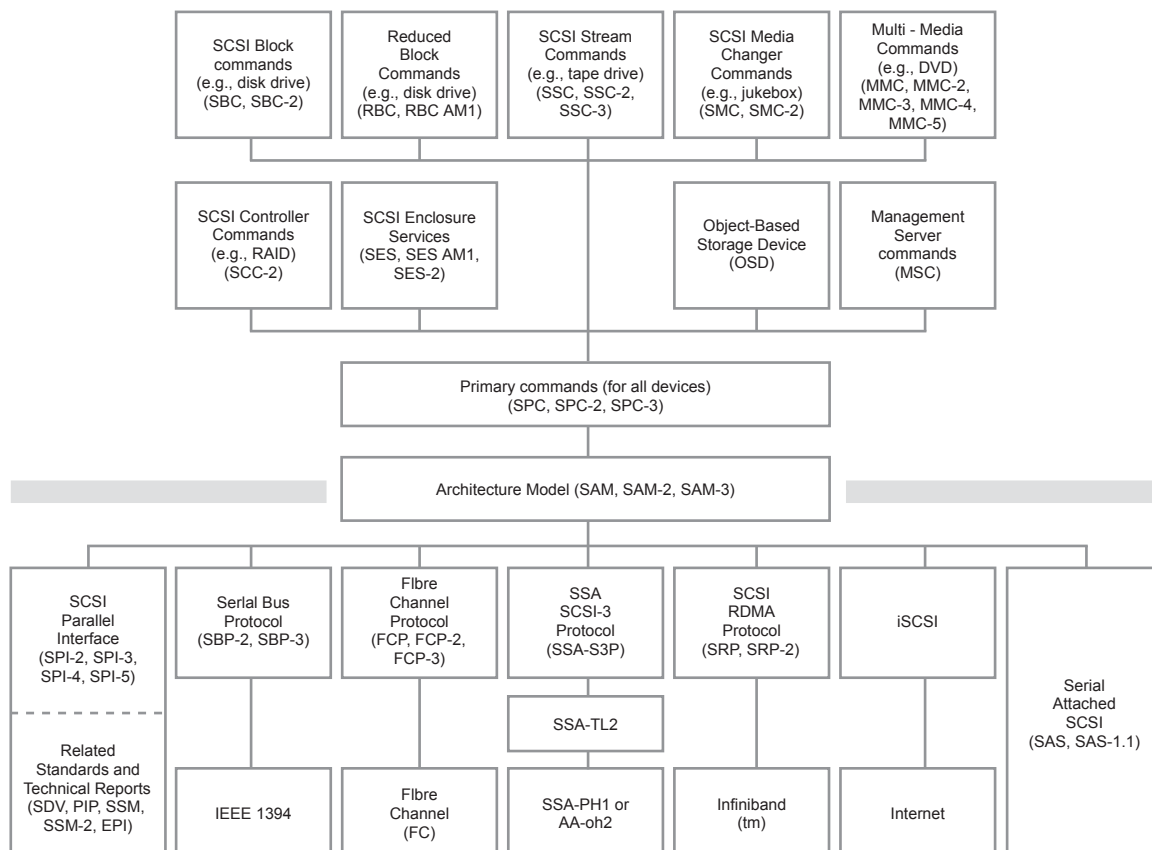 SCSI Block
commands
(e.g., disk drive)
(SBC, SBC-2)
Reduced
Block
Commands
(e.g., disk drive)
(RBC, RBC AM1)
SCSI Stream
Commands
(e.g., tape drive)
(SSC, SSC-2,
SSC-3)
SCSI Media
Changer
Commands
(e.g., jukebox)
(SMC, SMC-2)
Multi - Media
Commands
(e.g., DVD)
(MMC, MMC-2,
MMC-3, MMC-4,
MMC-5)
SCSI Controller
Commands
(e.g., RAID)
(SCC-2)
SCSI Enclosure
Services
(SES, SES AM1,
SES-2)
Object-Based
Storage Device
(OSD)
Management
Server
commands
(MSC)
Primary commands (for all devices)
(SPC, SPC-2, SPC-3)
Architecture Model (SAM, SAM-2, SAM-3)
SCSI
Parallel
Interface
(SPI-2, SPI-3,
SPI-4, SPI-5)
Related
Standards and
Technical Reports
(SDV, PIP, SSM,
SSM-2, EPI)
Serlal Bus
Protocol
(SBP-2, SBP-3)
IEEE 1394
Flbre
Channel
Protocol
(FCP, FCP-2,
FCP-3)
Flbre
Channel
(FC)
SSA
SCSI-3
Protocol
(SSA-S3P)
SSA-TL2
SSA-PH1 or
AA-oh2
SCSI
RDMA
Protocol
(SRP, SRP-2)
Infiniband
(tm)
iSCSI
Internet
Serial
Attached
SCSI
(SAS, SAS-1.1)